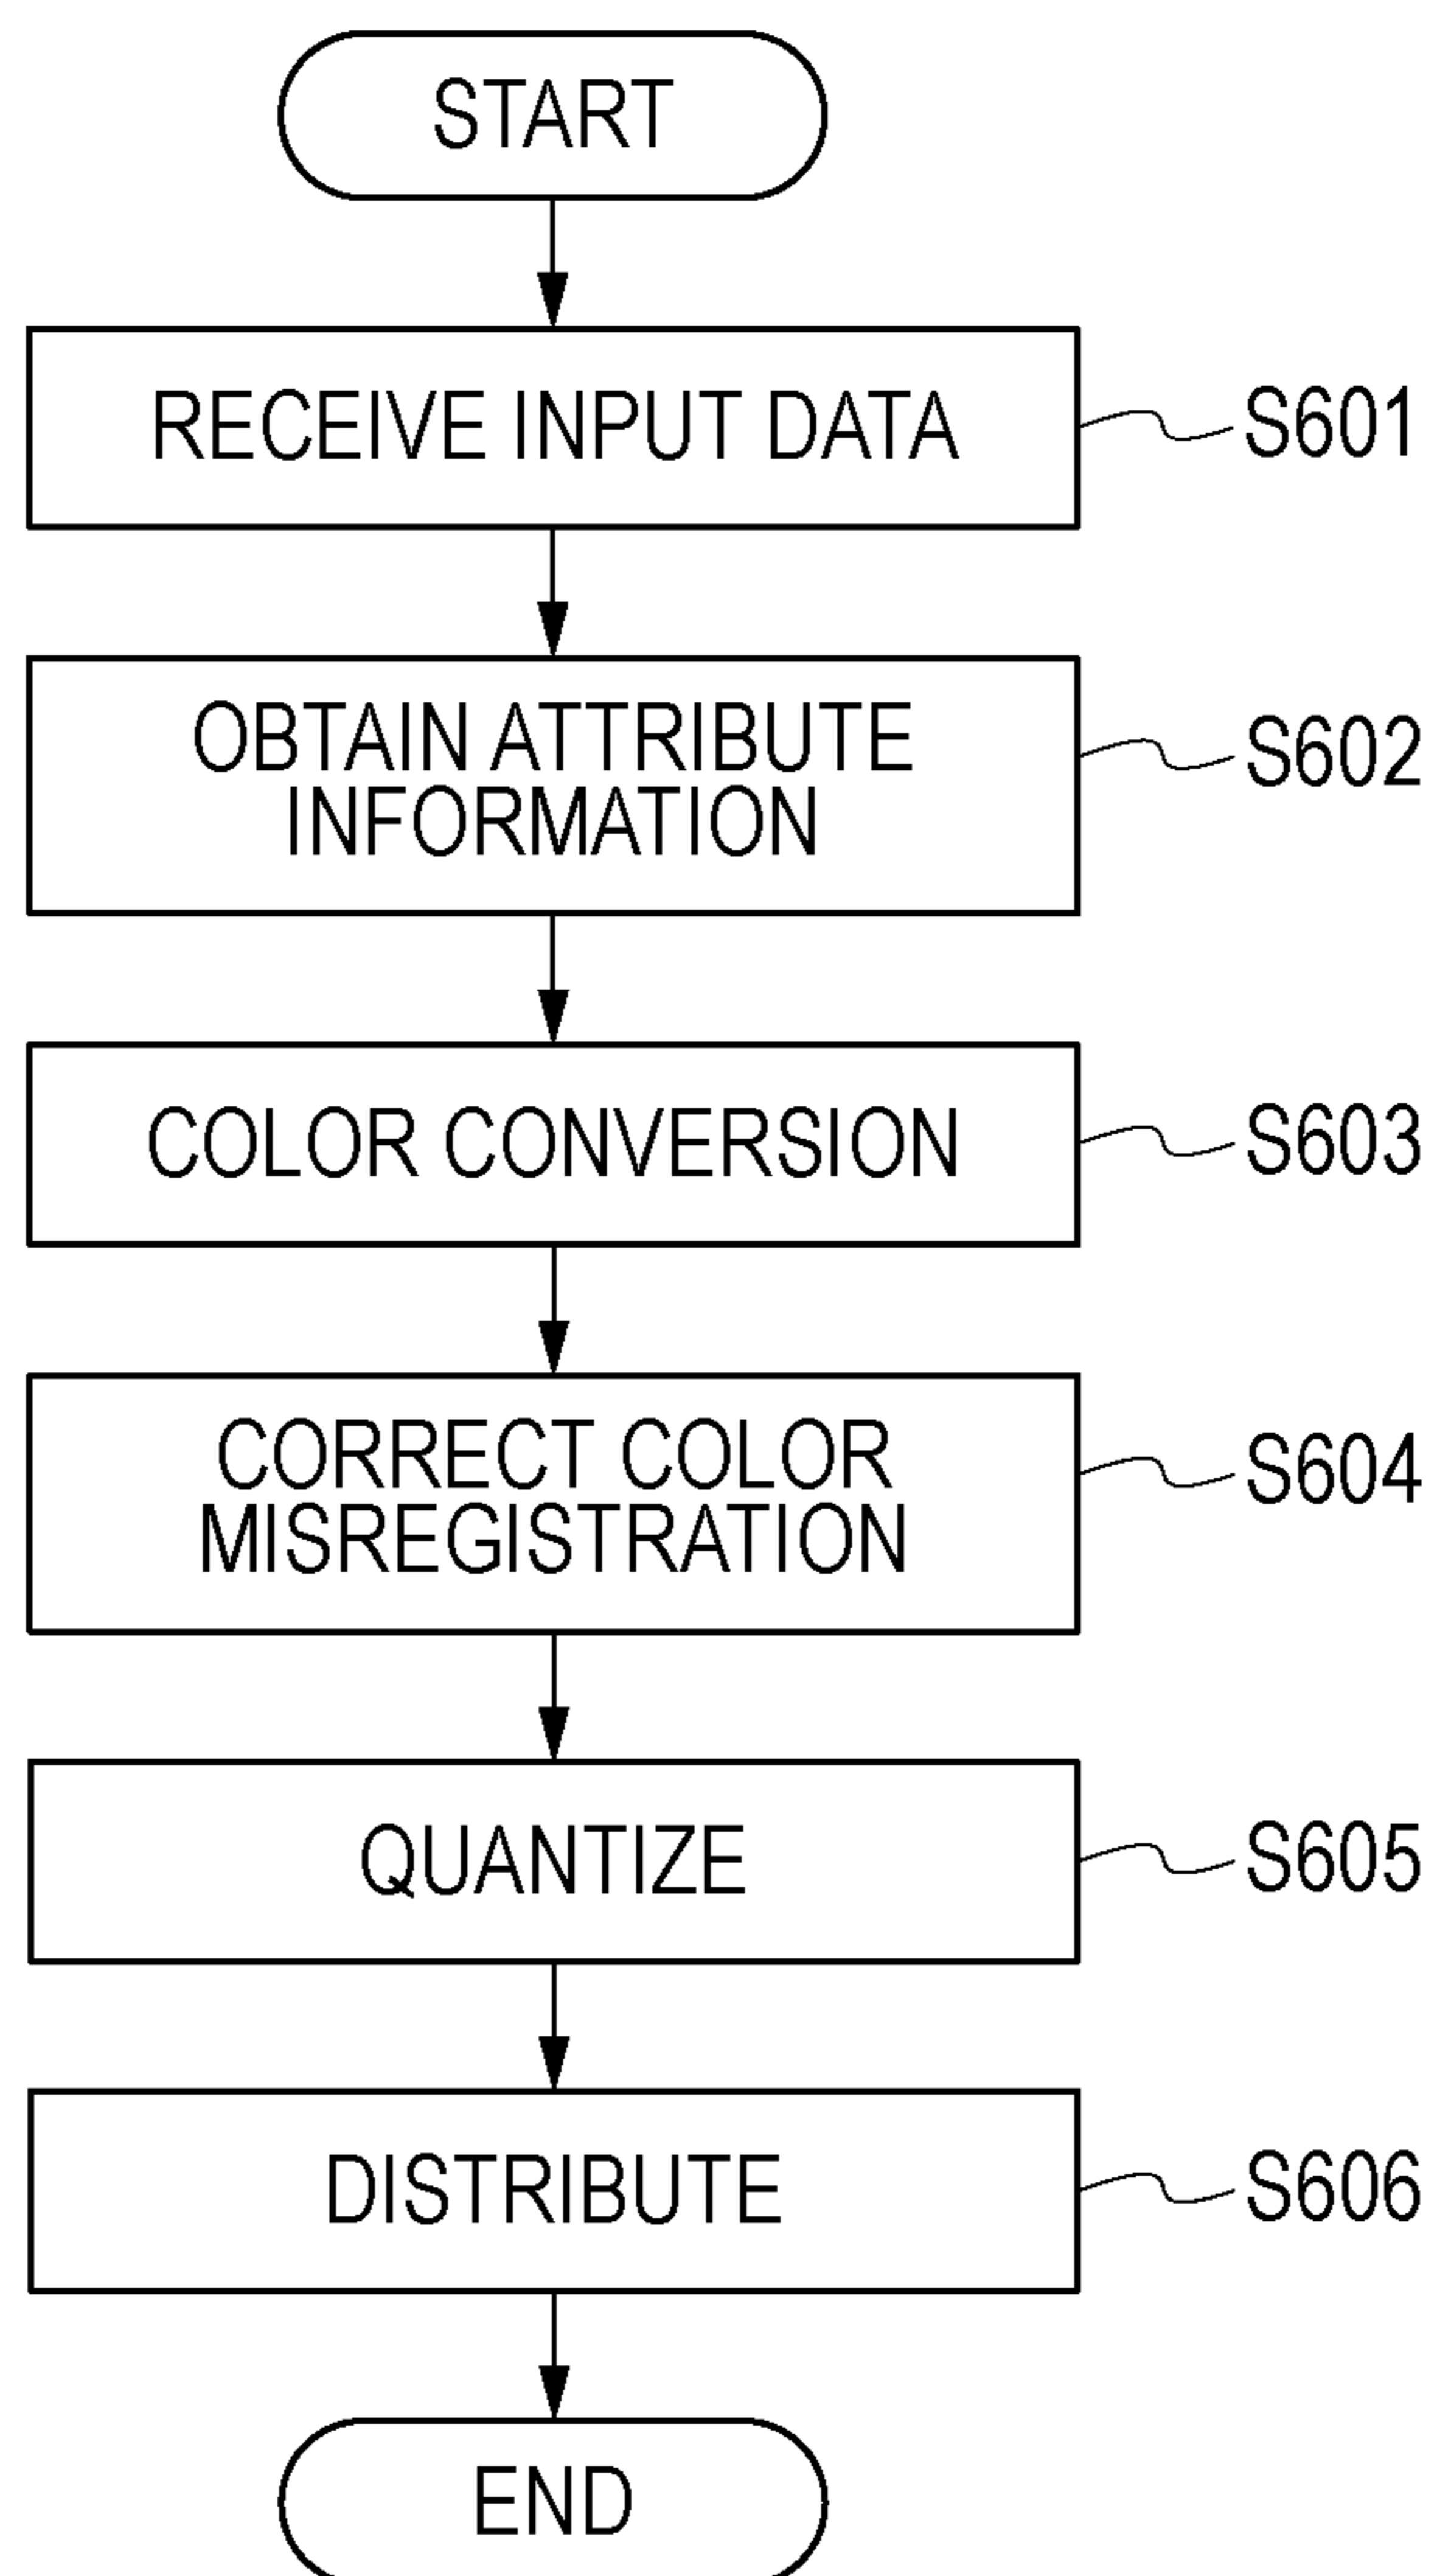 START
RECEIVE INPUT DATA
S601
OBTAIN ATTRIBUTE
INFORMATION
S602
COLOR CONVERSION
S603
CORRECT COLOR
MISREGISTRATION
S604
QUANTIZE
S605
DISTRIBUTE
S606
END